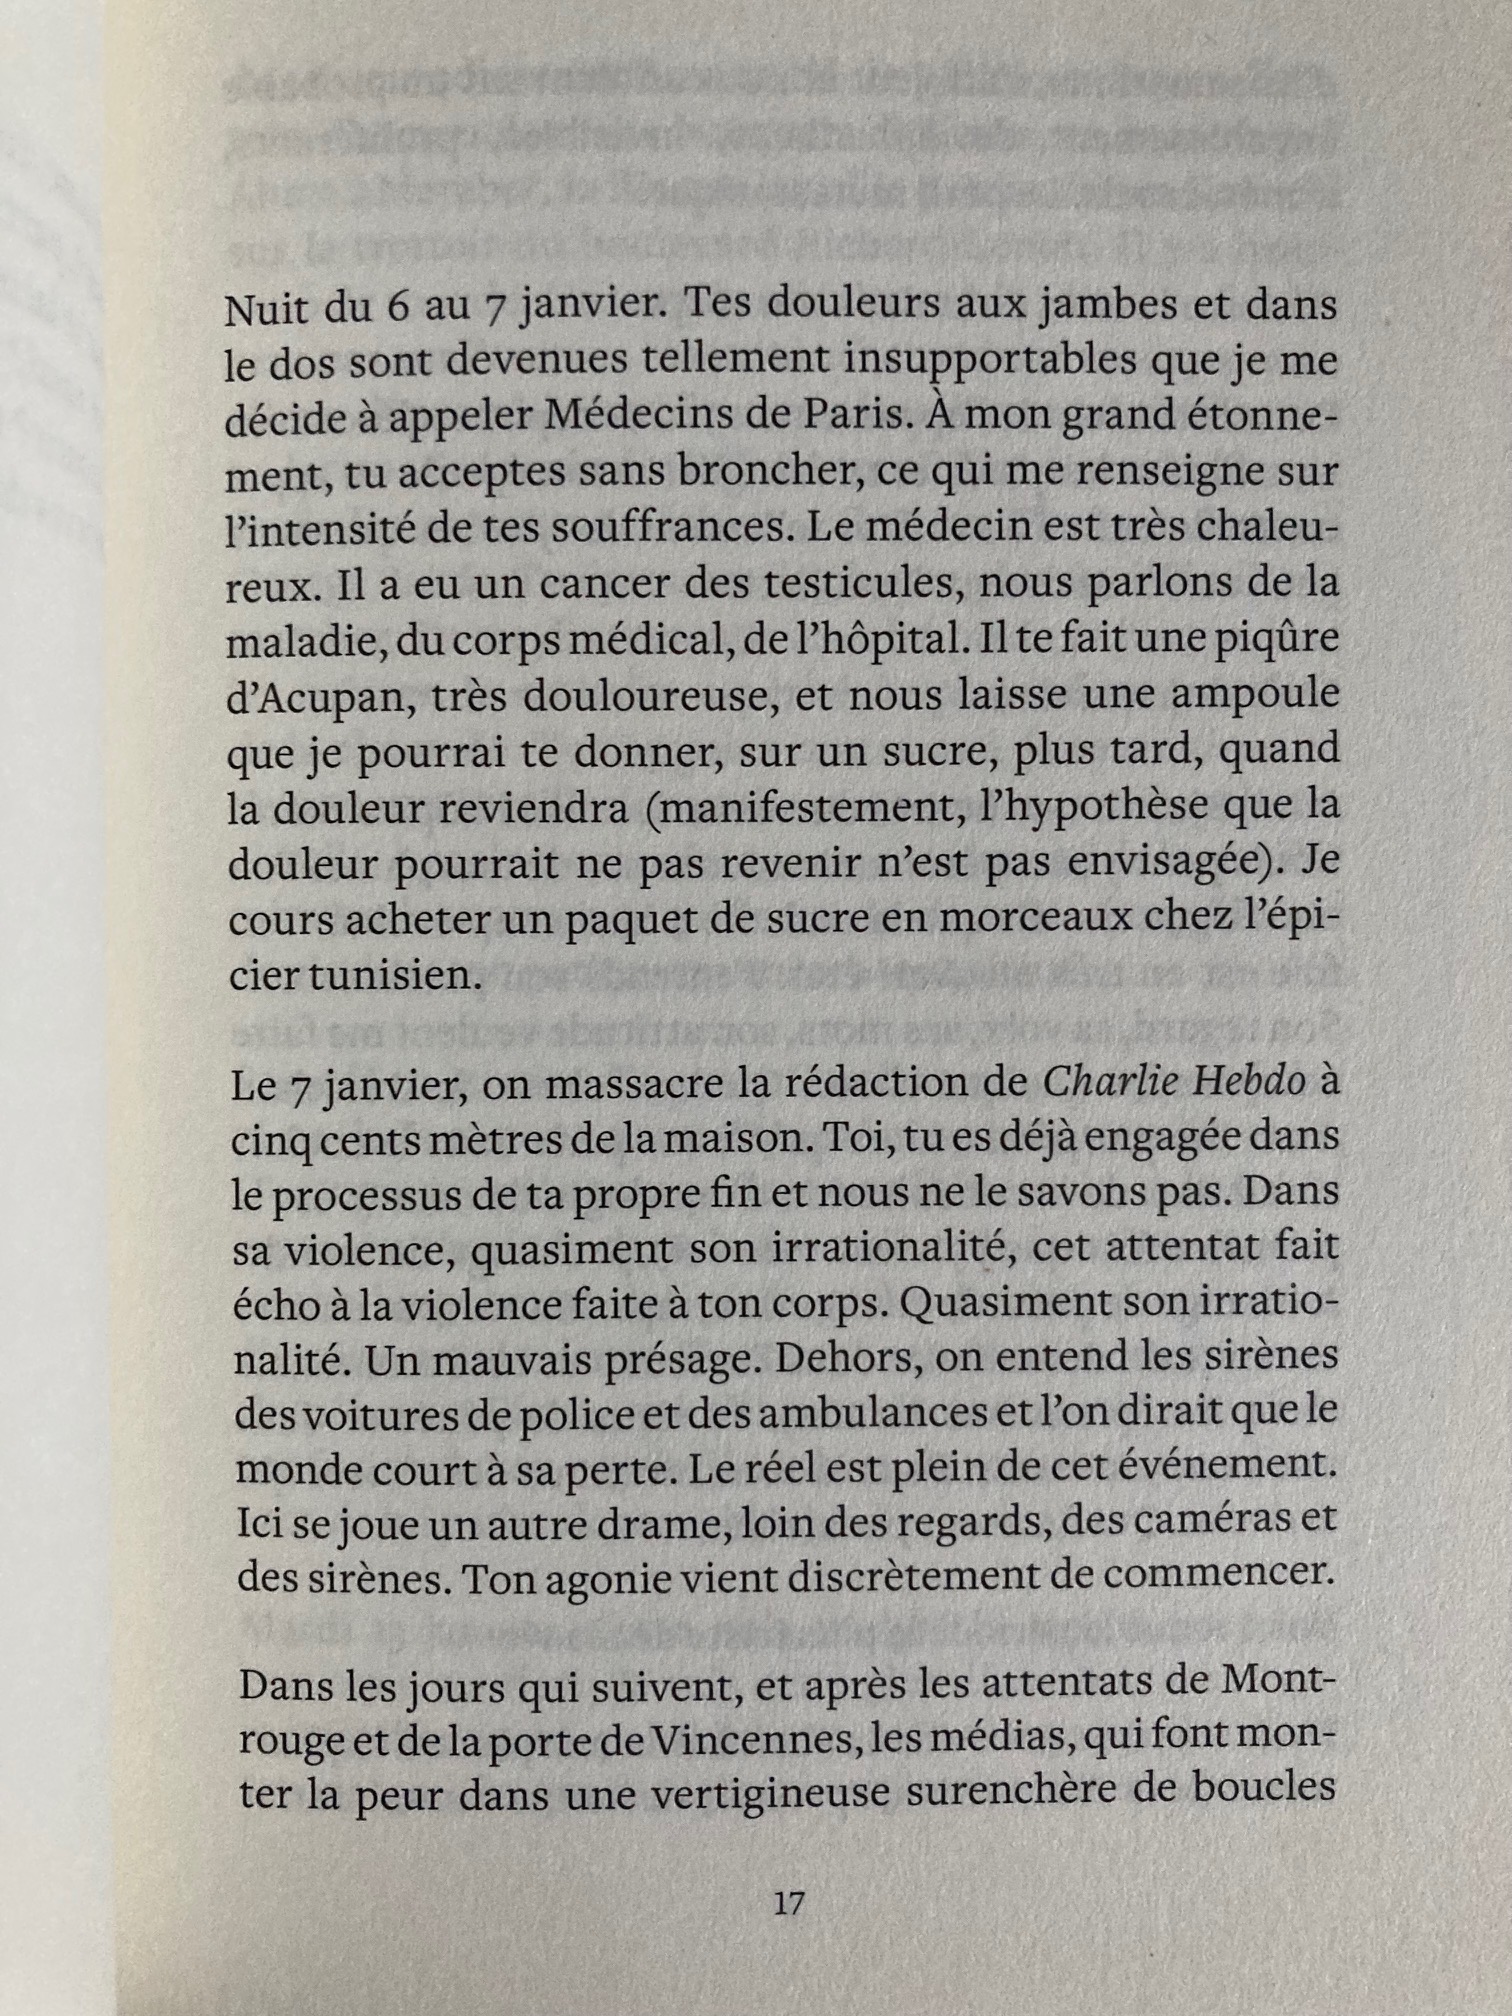 Nuit du 6 au 7 janvier. Tes douleurs aux jambes et dans
le dos sont devenues tellement insupportables que je me
décide à appeler Médecins de Paris. À mon grand étonne-
ment, tu acceptes sans broncher, ce qui me renseigne sur
l’intensité de tes souffrances. Le médecin est très chaleu-
reux. Il a eu un cancer des testicules, nous parlons de la
maladie, du corps médical, de l’hôpital. Il te fait une piqûre
d’Acupan, très douloureuse, et nous laisse une ampoule
que je pourrai te donner, sur un sucre, plus tard, quand
la douleur reviendra (manifestement, l’hypothèse que la
douleur pourrait ne pas revenir n’est pas envisagée). Je
cours acheter un paquet de sucre en morceaux chez l’épi-
cier tunisien.
Le 7 janvier, on massacre la rédaction de Charlie Hebdo à
cinq cents mètres de la maison. Toi, tu es déjà engagée dans
le processus de ta propre fin et nous ne le savons pas. Dans
sa violence, quasiment son irrationalité, cet attentat fait
écho à la violence faite à ton corps. Quasiment son irratio-
nalité. Un mauvais présage. Dehors, on entend les sirènes
des voitures de police et des ambulances et l’on dirait que le
monde court à sa perte. Le réel est plein de cet événement.
Ici se joue un autre drame, loin des regards, des caméras et
des sirènes. Ton agonie vient discrètement de commencer.
Dans les jours qui suivent, et après les attentats de Mont-
rouge et de la porte de Vincennes, les médias, qui font mon-
ter la peur dans une vertigineuse surenchère de boucles
17